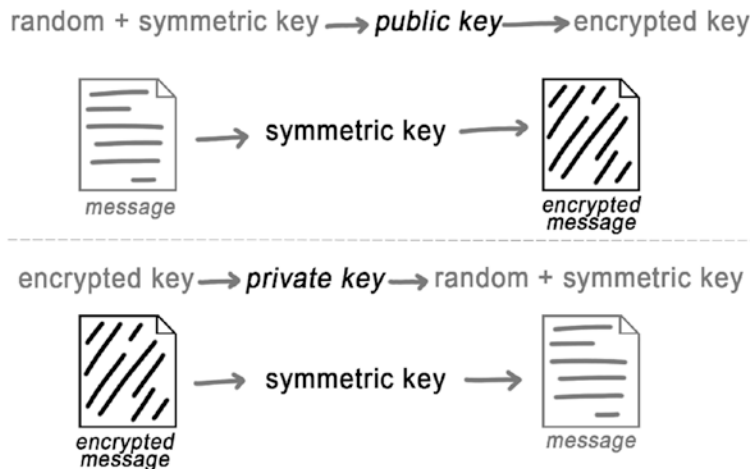 random + symmetric key public key encrypted key
symmetric key
message
encrypted
message
encrypted key private key random + symmetric key
symmetric key
encrypted
message
message